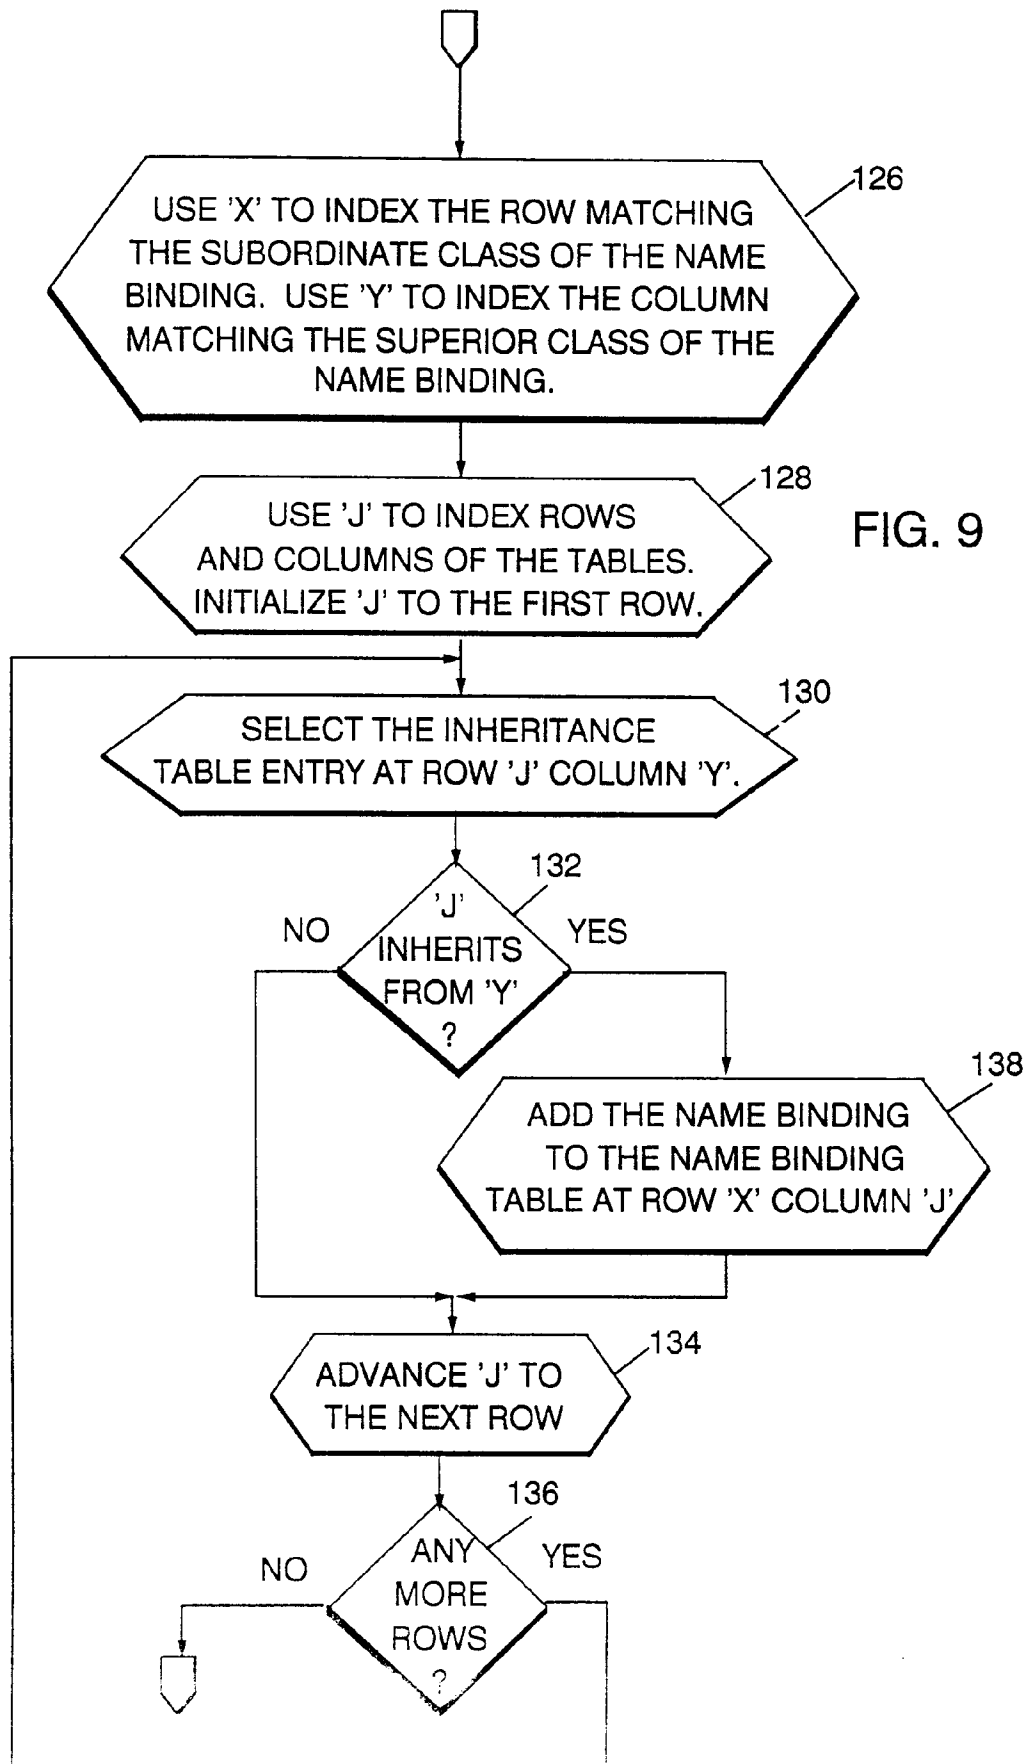 126
USE 'X' TO INDEX THE ROW MATCHING
THE SUBORDINATE CLASS OF THE NAME
BINDING. USE 'Y' TO INDEX THE COLUMN
MATCHING THE SUPERIOR CLASS OF THE
NAME BINDING.
128
USE 'J' TO INDEX ROWS
AND COLUMNS OF THE TABLES.
INITIALIZE 'J' TO THE FIRST ROW.
FIG. 9
130
SELECT THE INHERITANCE
TABLE ENTRY AT ROW 'J' COLUMN 'Y'.
132
'J'
INHERITS
FROM 'Y'
?
NO
YES
138
ADD THE NAME BINDING
TO THE NAME BINDING
TABLE AT ROW 'X' COLUMN 'J'
134
ADVANCE 'J' TO
THE NEXT ROW
136
ANY
MORE
ROWS
?
NO
YES